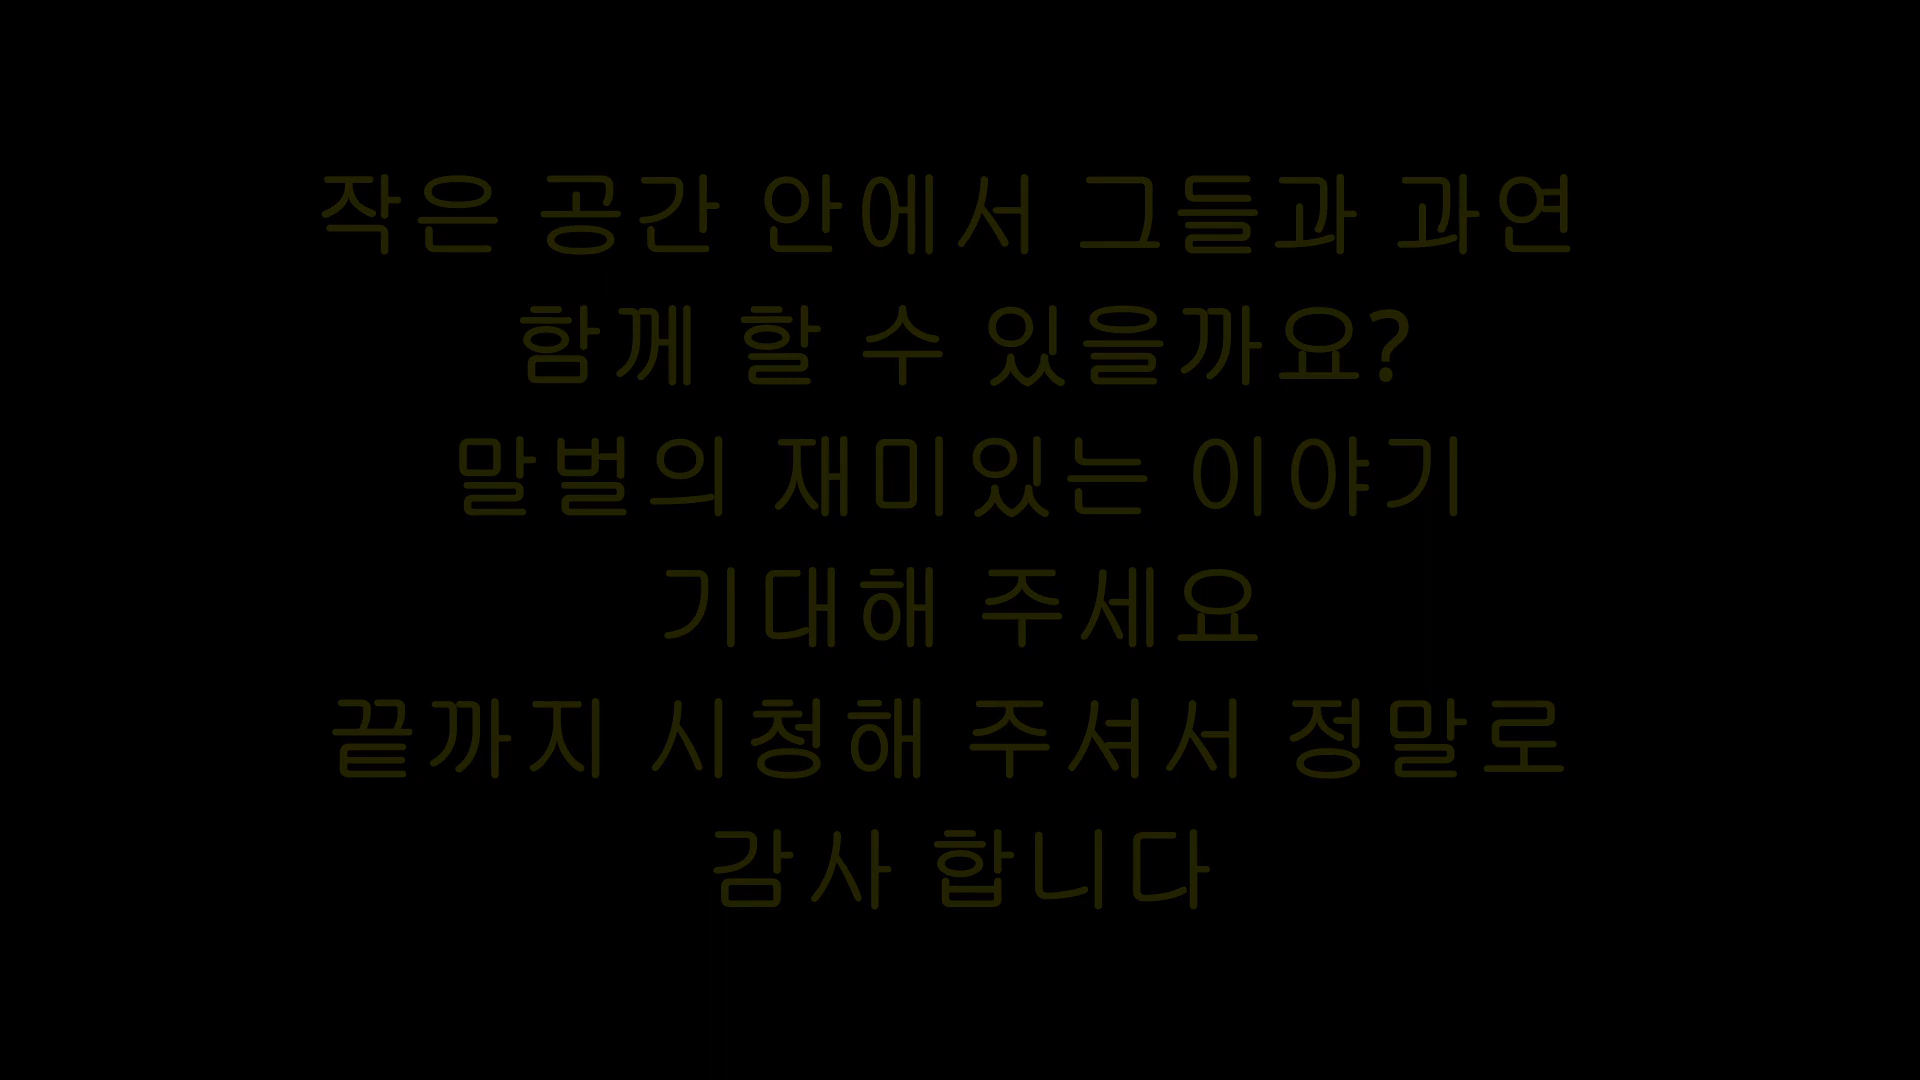 작은 공간 안에서 그들과 과연
함께 할 수 있을까요?
말벌의 재미있는 이야기
기대해 주세요
끝까지 시청해 주셔서 정말로
감사 합니다